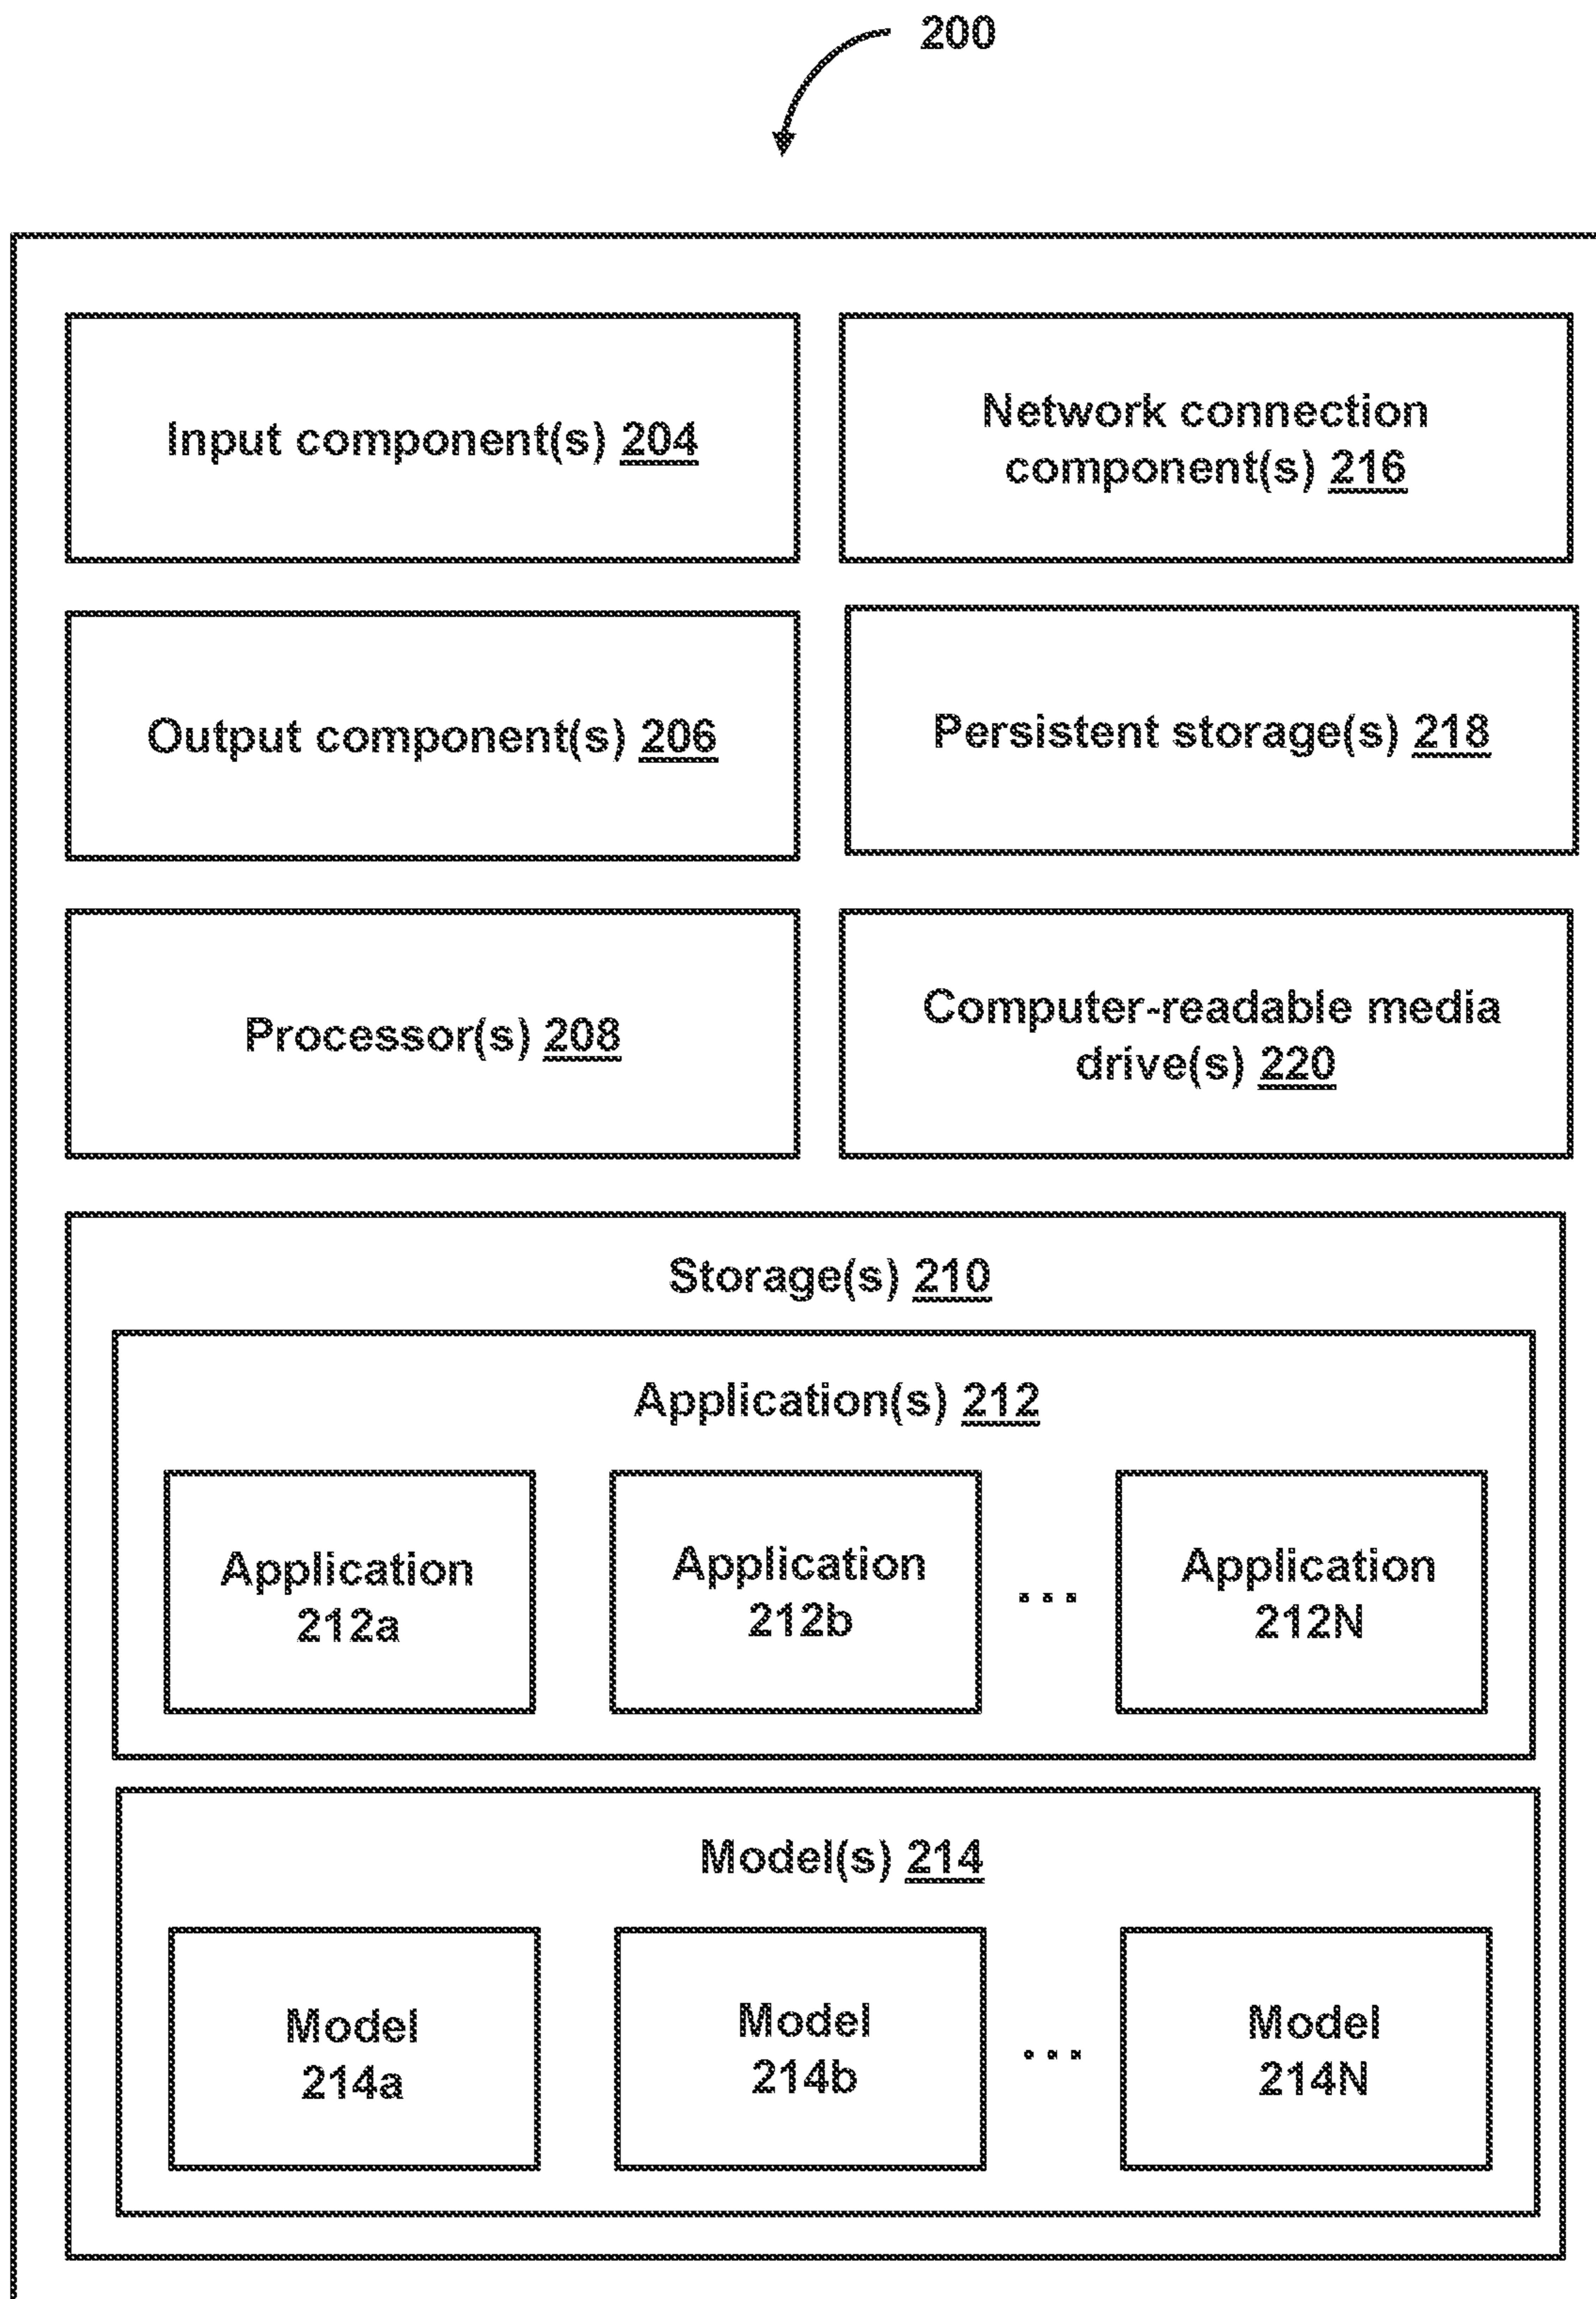 200
Input component(s) 204
Network connection
component(s) 216
Output component(s) 206
Persistent storage(s) 218
Processor(s) 208
Computer-readable media
drive(s) 220
Storage(s) 210
Application(s) 212
Application
212a
Application
212b
...
Application
212N
Model(s) 214
Model
214a
Model
214b
...
Model
214N